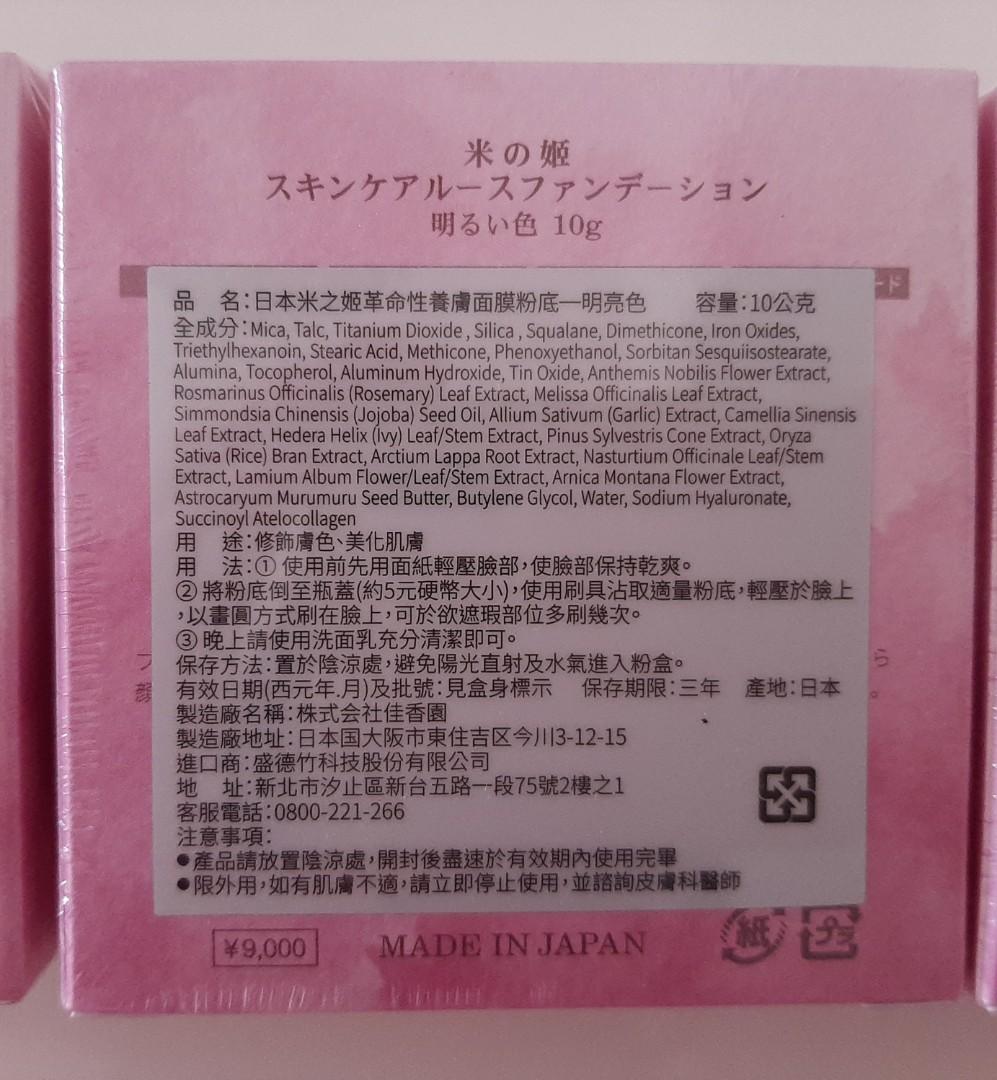 米の姫
スキンケアルースファンデーション
明るい色 10g
ード
品　名:日本米之姬革命性養膚面膜粉底—明亮色　容量:10公克
全成分:Mica, Talc, Titanium Dioxide , Silica , Squalane, Dimethicone, Iron Oxides,
Triethylhexanoin, Stearic Acid, Methicone, Phenoxyethanol, Sorbitan Sesquiisostearate,
Alumina, Tocopherol, Aluminum Hydroxide, Tin Oxide, Anthemis Nobilis Flower Extract,
Rosmarinus Officinalis (Rosemary) Leaf Extract, Melissa Officinalis Leaf Extract,
Simmondsia Chinensis (Jojoba) Seed Oil, Allium Sativum (Garlic) Extract, Camellia Sinensis
Leaf Extract, Hedera Helix (lvy) Leaf/Stem Extract, Pinus Sylvestris Cone Extract, Oryza
Sativa (Rice) Bran Extract, Arctium Lappa Root Extract, Nasturtium Officinale Leaf/Stem
Extract, Lamium Album Flower/Leaf/Stem Extract, Arnica Montana Flower Extract,
Astrocaryum Murumuru Seed Butter, Butylene Glycol, Water, Sodium Hyaluronate,
Succinoyl Atelocollagen
用　途:修飾膚色、美化肌膚
用　法:① 使用前先用面紙輕壓臉部,使臉部保持乾爽。
② 將粉底倒至瓶蓋(約5元硬幣大小),使用刷具沾取適量粉底,輕壓於臉上
,以畫圓方式刷在臉上,可於欲遮瑕部位多刷幾次。
③ 晚上請使用洗面乳充分清潔即可。
保存方法:置於陰涼處,避免陽光直射及水氣進入粉盒。
有效日期(西元年.月)及批號:見盒身標示　保存期限:三年　產地:日本
製造廠名稱:株式会社佳香園
製造廠地址:日本国大阪市東住吉区今川3-12-15
進口商:盛德竹科技股份有限公司
地　址:新北市汐止區新台五路一段75號2樓之1
客服電話:0800-221-266
注意事項:
●產品請放置陰涼處,開封後盡速於有效期內使用完畢
●限外用,如有肌膚不適,請立即停止使用,並諮詢皮膚科醫師
¥9,000 MADE IN JAPAN 紙 プラ